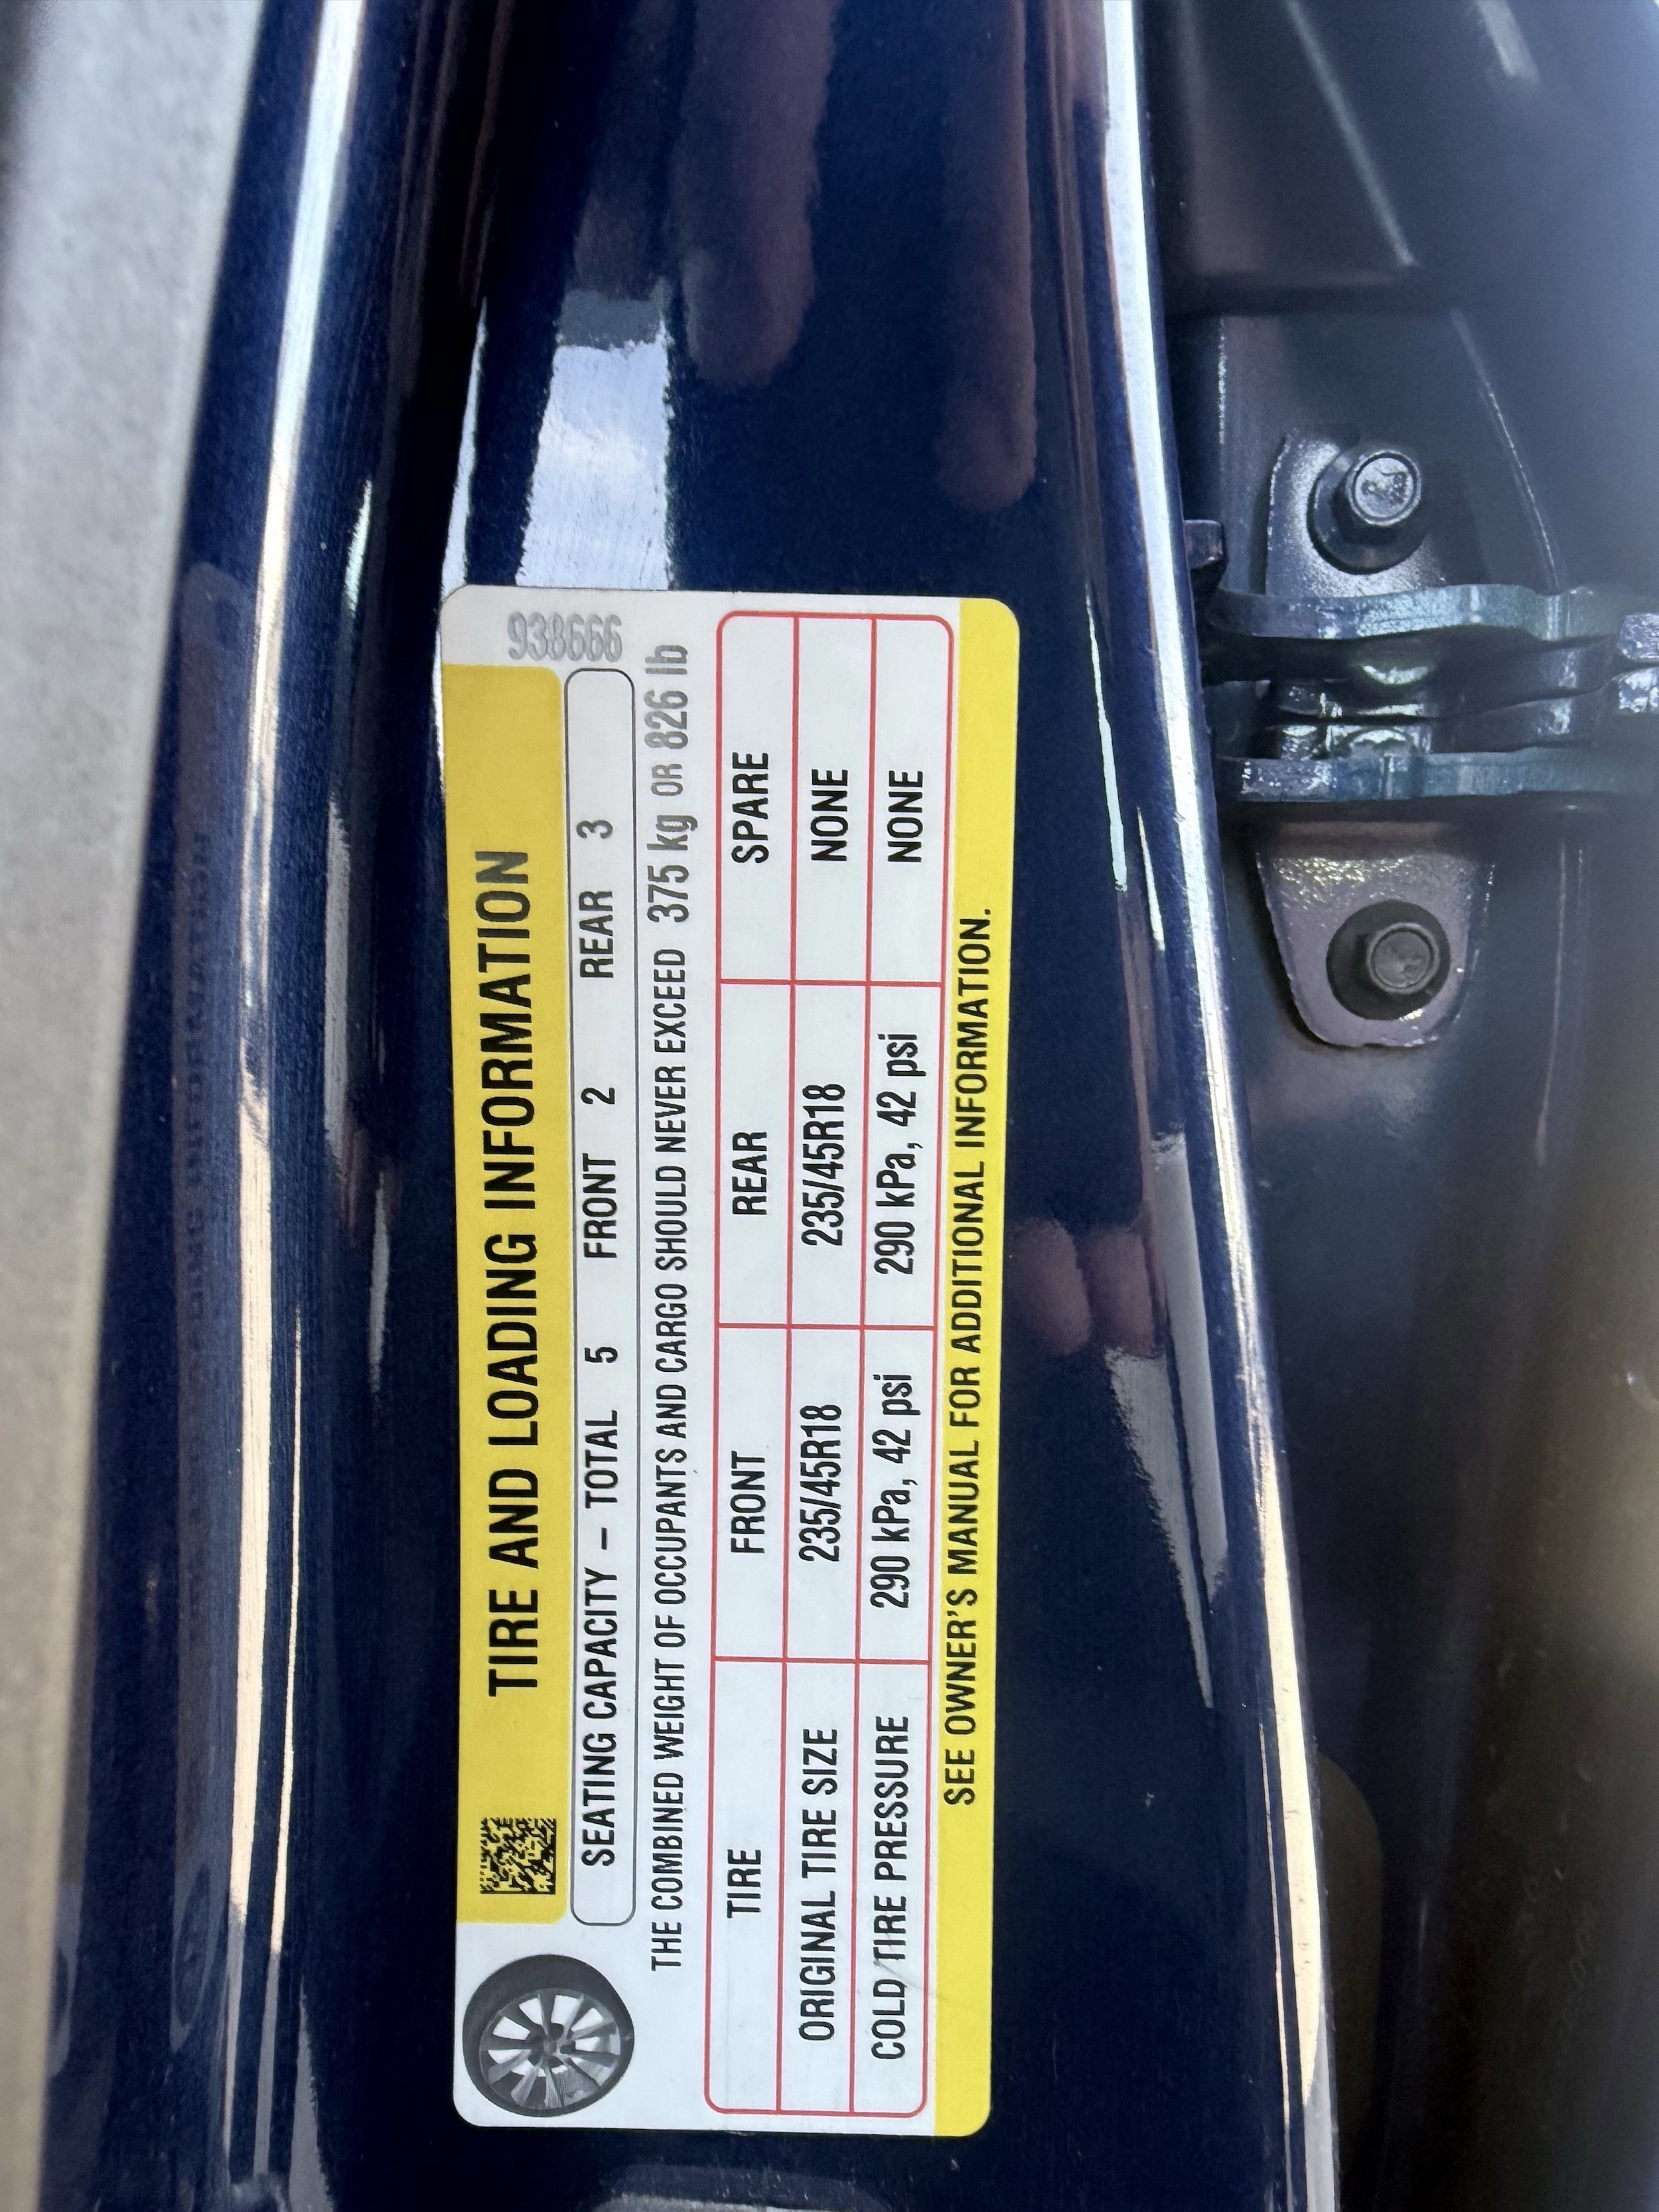 938666
TIRE AND LOADING INFORMATION
SEATING CAPACITY – TOTAL 5 FRONT 2 REAR 3
THE COMBINED WEIGHT OF OCCUPANTS AND CARGO SHOULD NEVER EXCEED 375 kg OR 826 lb
TIRE FRONT REAR SPARE
ORIGINAL TIRE SIZE 235/45R18 235/45R18 NONE
COLD TIRE PRESSURE 290 kPa, 42 psi 290 kPa, 42 psi NONE
SEE OWNER'S MANUAL FOR ADDITIONAL INFORMATION.